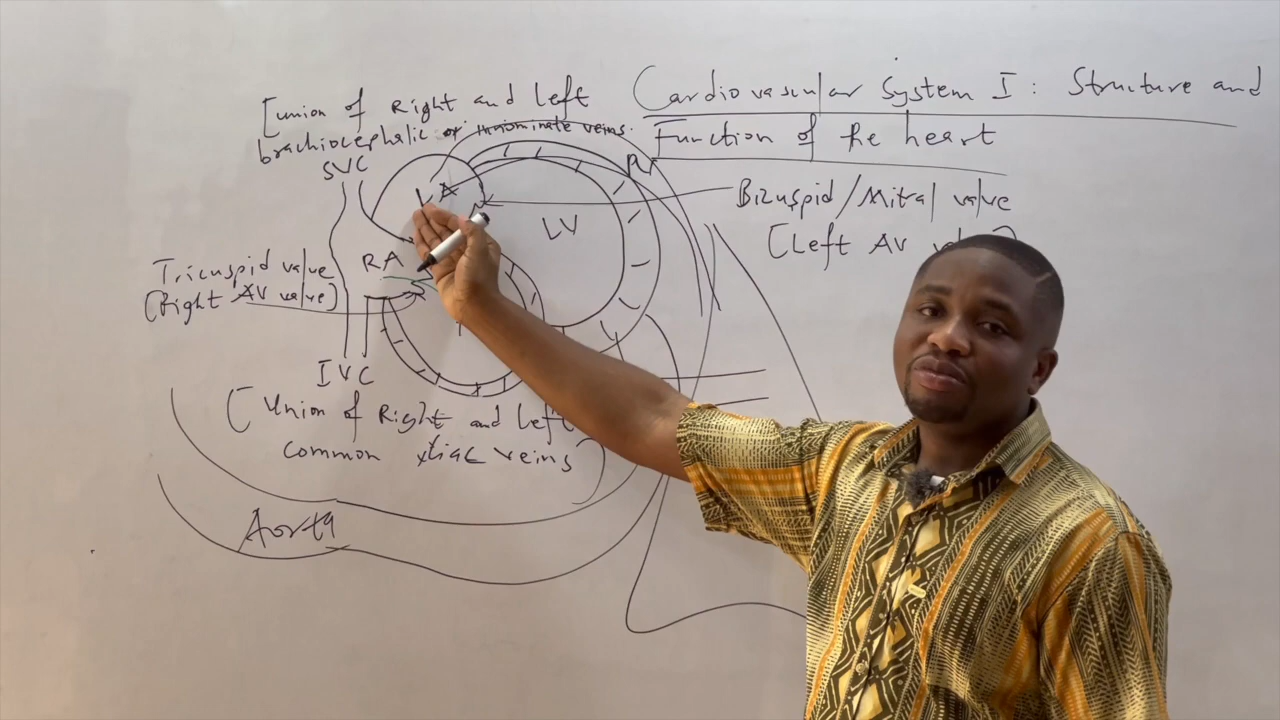 Cardiovascular System I : Structure and
Function of the heart
[union of Right and Left
brachiocephalic or innominate veins.
SVC
LA
LV
PV
Bicuspid/Mitral valve
[Left AV
RA
Tricuspid valve
[Right AV valve]
IVC
[Union of Right and Left
common iliac veins]
Aorta